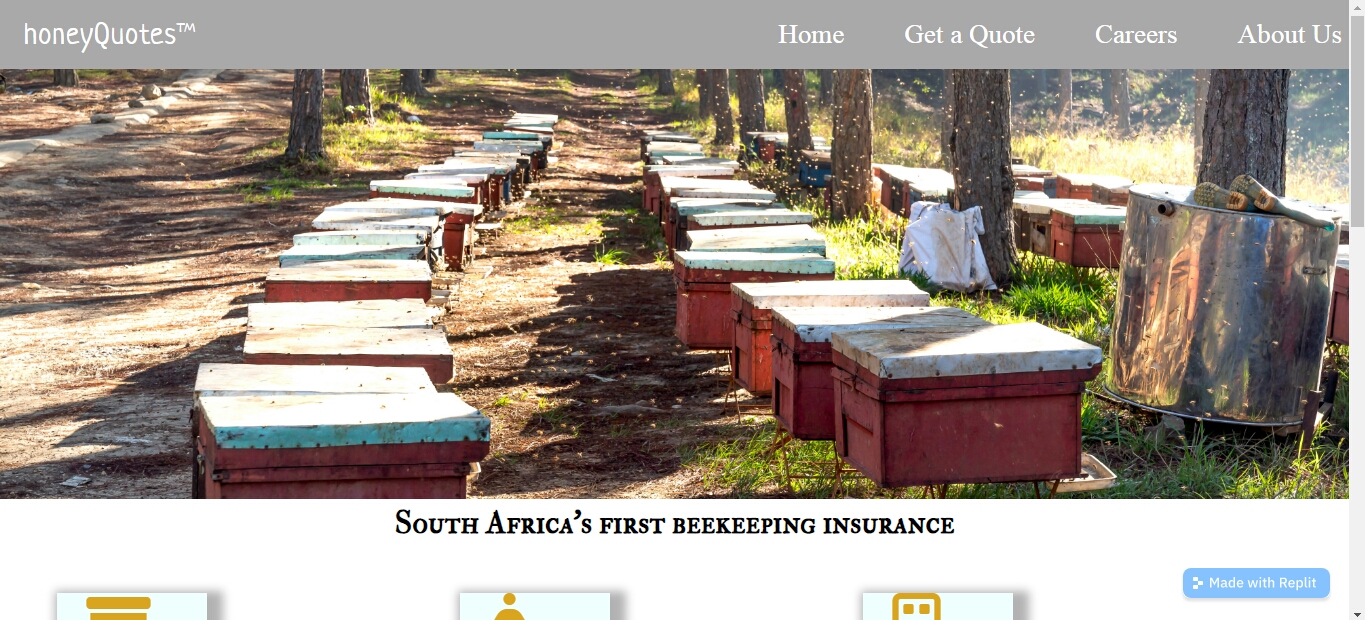 honeyQuotes™
Home Get a Quote Careers About Us
South Africa's first beekeeping insurance
Made with Replit